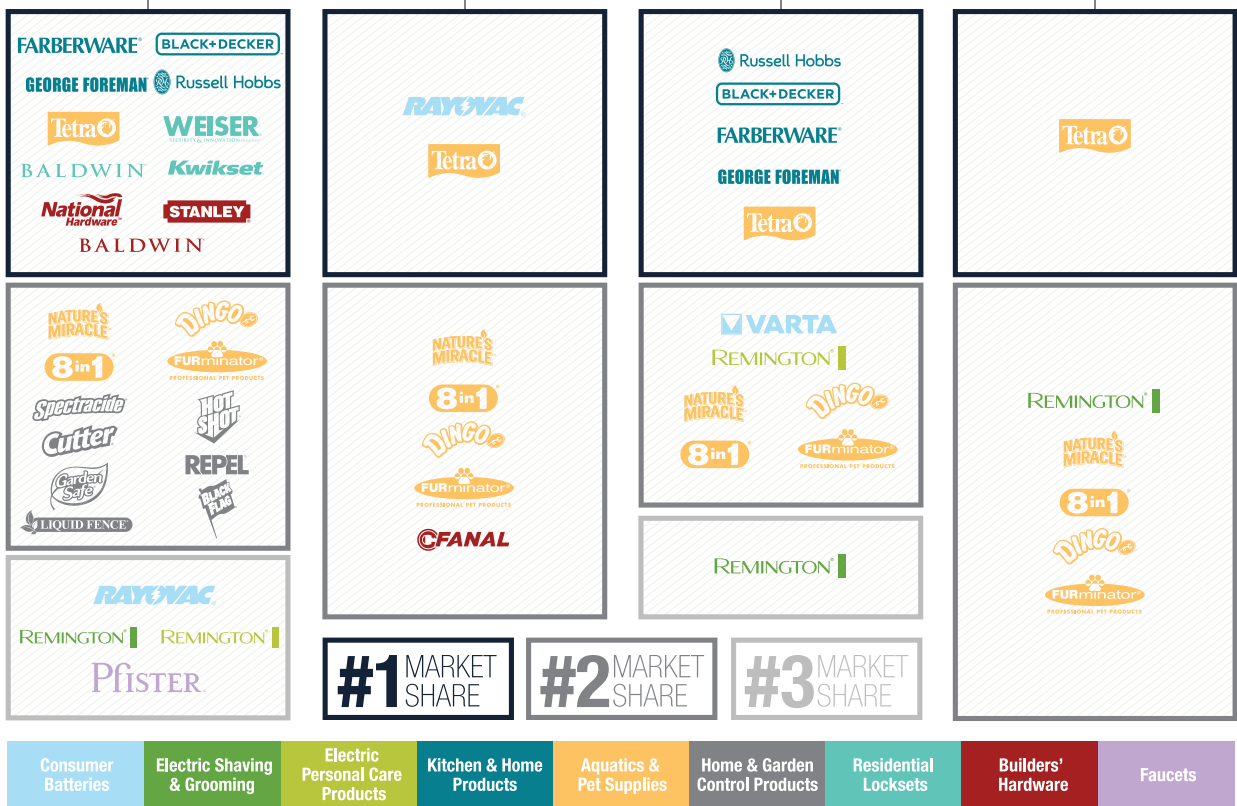 FARBERWARE® BLACK+DECKER
GEORGE FOREMAN Russell Hobbs
Tetra WEISER
SECURITY & INNOVATION
BALDWIN Kwikset
National
Hardware™ STANLEY
BALDWIN
NATURE'S
MIRACLE DINGO
8in1® FURminator®
PROFESSIONAL PET PRODUCTS
Spectracide HOT
SHOT
Cutter
Garden
Safe REPEL
BLACK
FLAG
LIQUID FENCE
RAYOVAC
REMINGTON® REMINGTON®
Pfister
RAYOVAC
Tetra
NATURE'S
MIRACLE
8in1®
DINGO
FURminator®
PROFESSIONAL PET PRODUCTS
FANAL
Russell Hobbs
BLACK+DECKER
FARBERWARE®
GEORGE FOREMAN
Tetra
VARTA
REMINGTON®
NATURE'S
MIRACLE DINGO
8in1® FURminator®
PROFESSIONAL PET PRODUCTS
REMINGTON®
Tetra
REMINGTON®
NATURE'S
MIRACLE
8in1®
DINGO
FURminator®
PROFESSIONAL PET PRODUCTS
#1 MARKET
SHARE
#2 MARKET
SHARE
#3 MARKET
SHARE
Consumer
Batteries
Electric Shaving
& Grooming
Electric
Personal Care
Products
Kitchen & Home
Products
Aquatics &
Pet Supplies
Home & Garden
Control Products
Residential
Locksets
Builders'
Hardware
Faucets